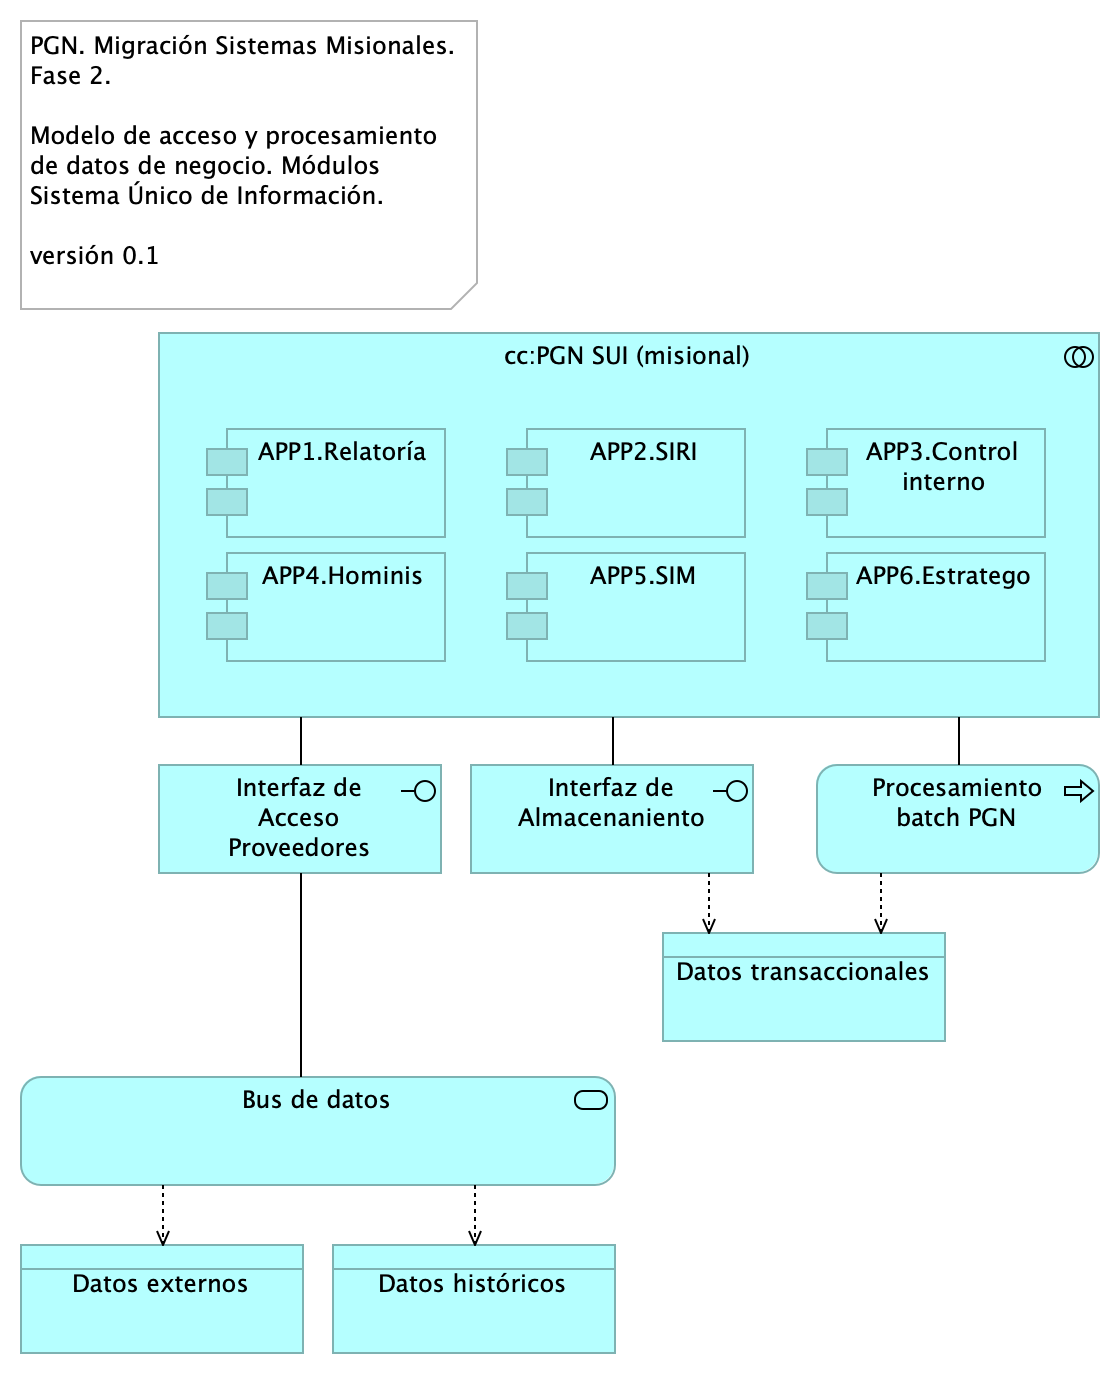 PGN. Migración Sistemas Misionales.
Fase 2.
Modelo de acceso y procesamiento
de datos de negocio. Módulos
Sistema Único de Información.
versión 0.1
cc:PGN SUI (misional)
APP1.Relatoría
APP2.SIRI
APP3.Control
interno
APP4.Hominis
APP5.SIM
APP6.Estratego
Interfaz de
Acceso
Proveedores
Interfaz de
Almacenaniento
Procesamiento
batch PGN
Datos transaccionales
Bus de datos
Datos externos
Datos históricos